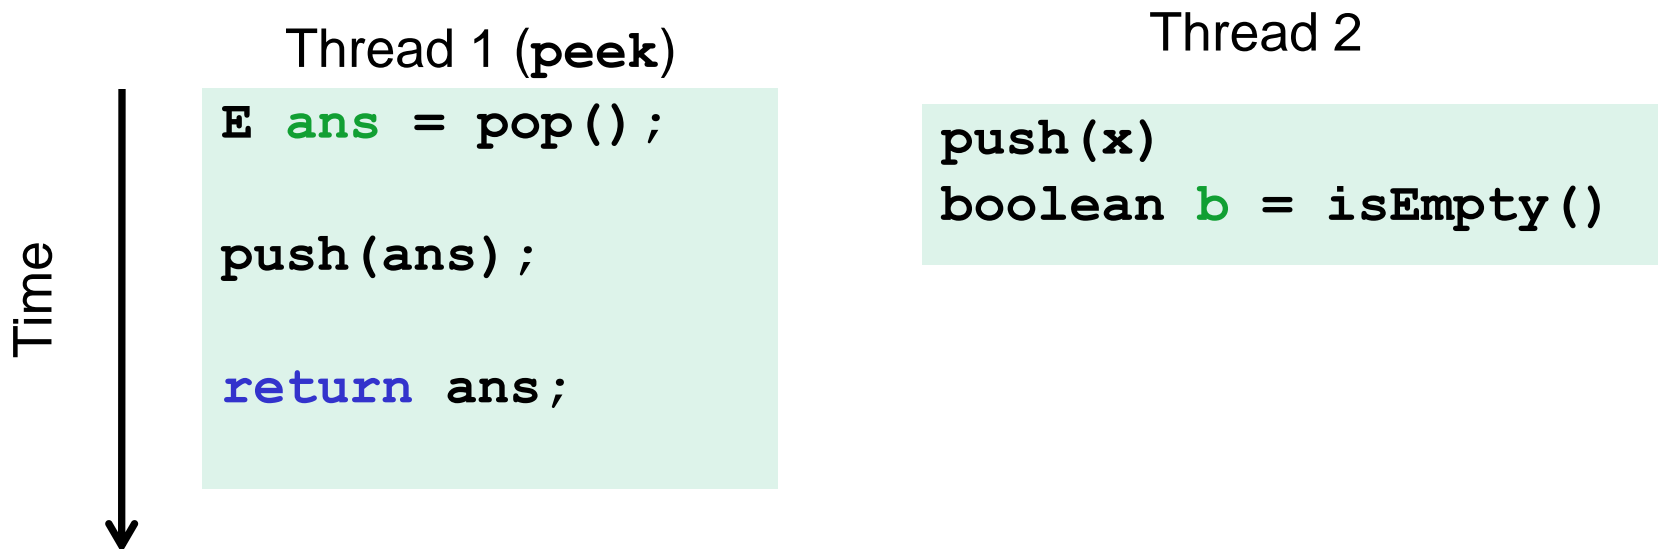 Thread 1 (peek)
E ans = pop();
push(ans);
return ans;
Thread 2
push(x)
boolean b = isEmpty()
Time